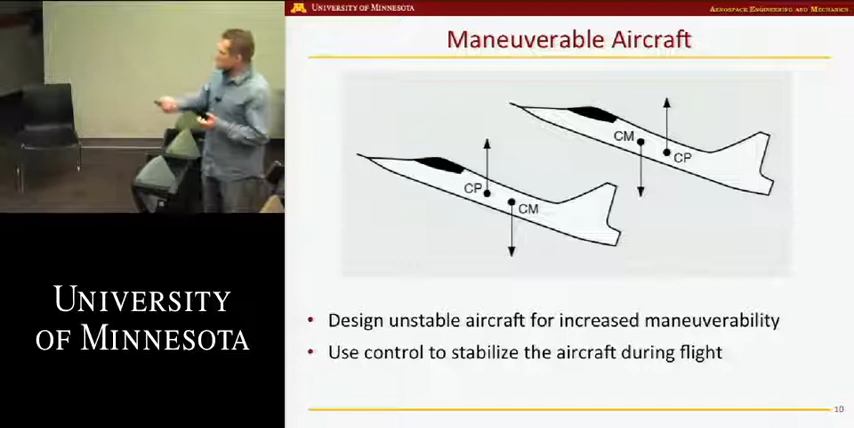 UNIVERSITY OF MINNESOTA
AEROSPACE ENGINEERING AND MECHANICS
Maneuverable Aircraft
CM
CP
CP
CM
• Design unstable aircraft for increased maneuverability
• Use control to stabilize the aircraft during flight
UNIVERSITY
OF MINNESOTA
10